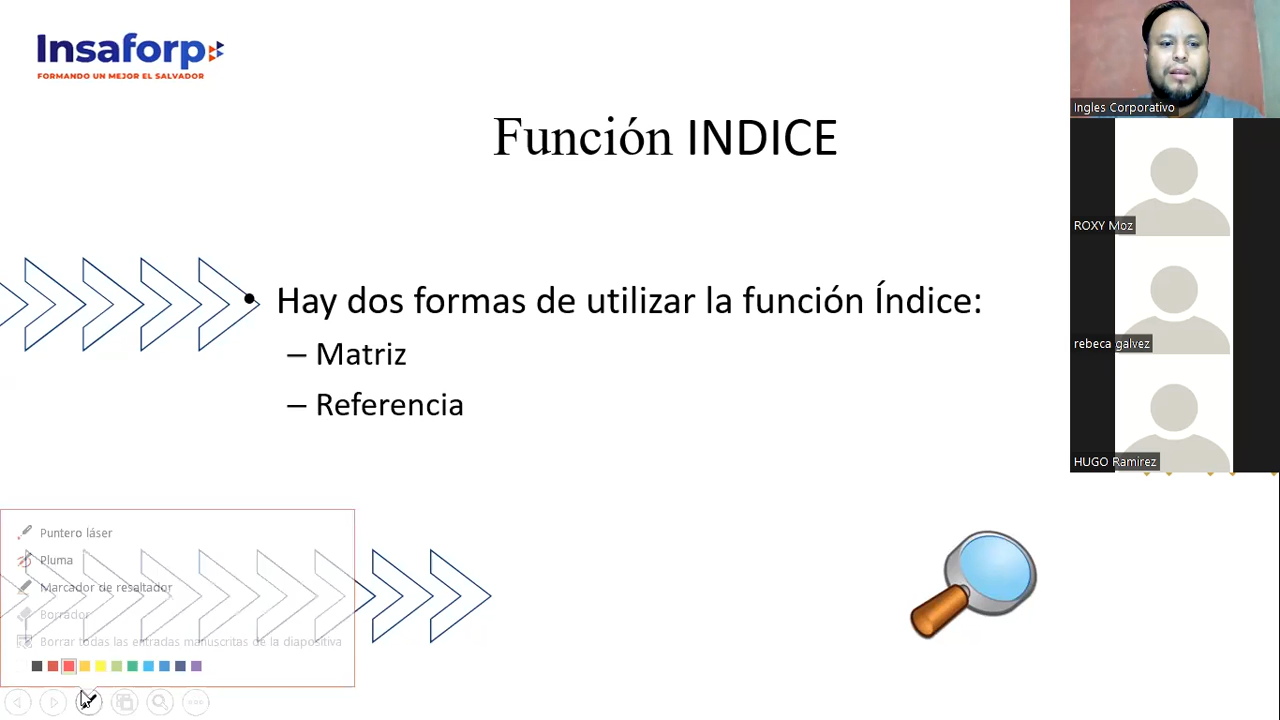 Insaforp
FORMANDO UN MEJOR EL SALVADOR
Función INDICE
• Hay dos formas de utilizar la función Índice:
– Matriz
– Referencia
Puntero láser
Pluma
Marcador de resaltador
Borrador
Borrar todas las entradas manuscritas de la diapositiva
Ingles Corporativo
ROXY Moz
rebeca galvez
HUGO Ramirez